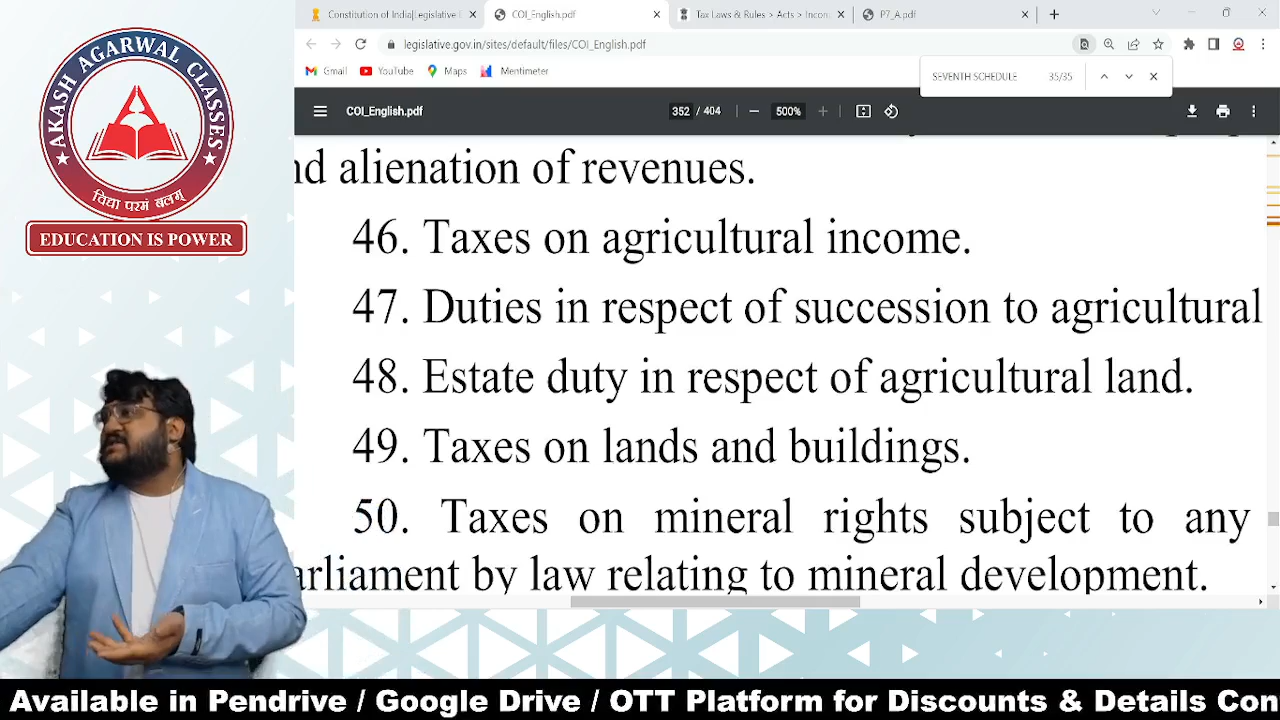 AKASH AGARWAL CLASSES
विद्या परमं बलम्
EDUCATION IS POWER
Constitution of India|Legislative
COI_English.pdf
Tax Laws & Rules > Acts > Incom
P7_A.pdf
legislative.gov.in/sites/default/files/COI_English.pdf
Gmail
YouTube
Maps
Mentimeter
SEVENTH SCHEDULE 35/35
COI_English.pdf
352 / 404
500%
nd alienation of revenues.
46. Taxes on agricultural income.
47. Duties in respect of succession to agricultural
48. Estate duty in respect of agricultural land.
49. Taxes on lands and buildings.
50. Taxes on mineral rights subject to any
arliament by law relating to mineral development.
Available in Pendrive / Google Drive / OTT Platform for Discounts & Details Con